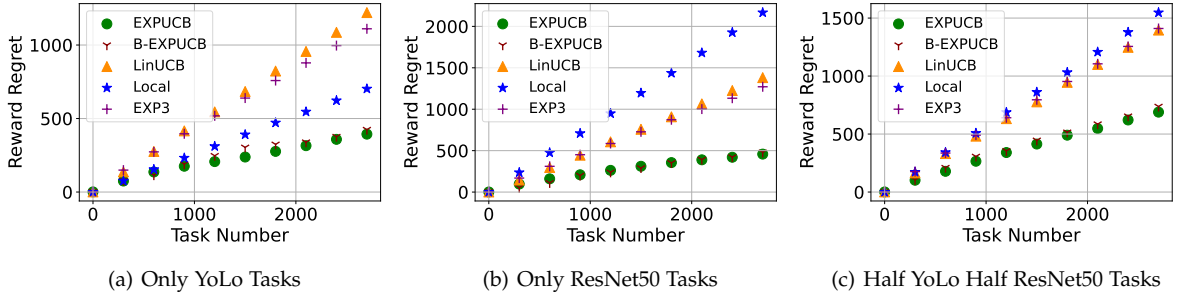 Reward Regret
1000
500
0
EXPUCB
B-EXPUCB
LinUCB
Local
EXP3
0
2000
Task Number
(a) Only YoLo Tasks
Reward Regret
2000
1500
1000
500
0
EXPUCB
B-EXPUCB
LinUCB
Local
EXP3
0
1200
2000
Task Number
(b) Only ResNet50 Tasks
Reward Regret
1500
1000
500
0
EXPUCB
B-EXPUCB
LinUCB
Local
EXP3
0
1000
2000
Task Number
(c) Half YoLo Half ResNet50 Tasks